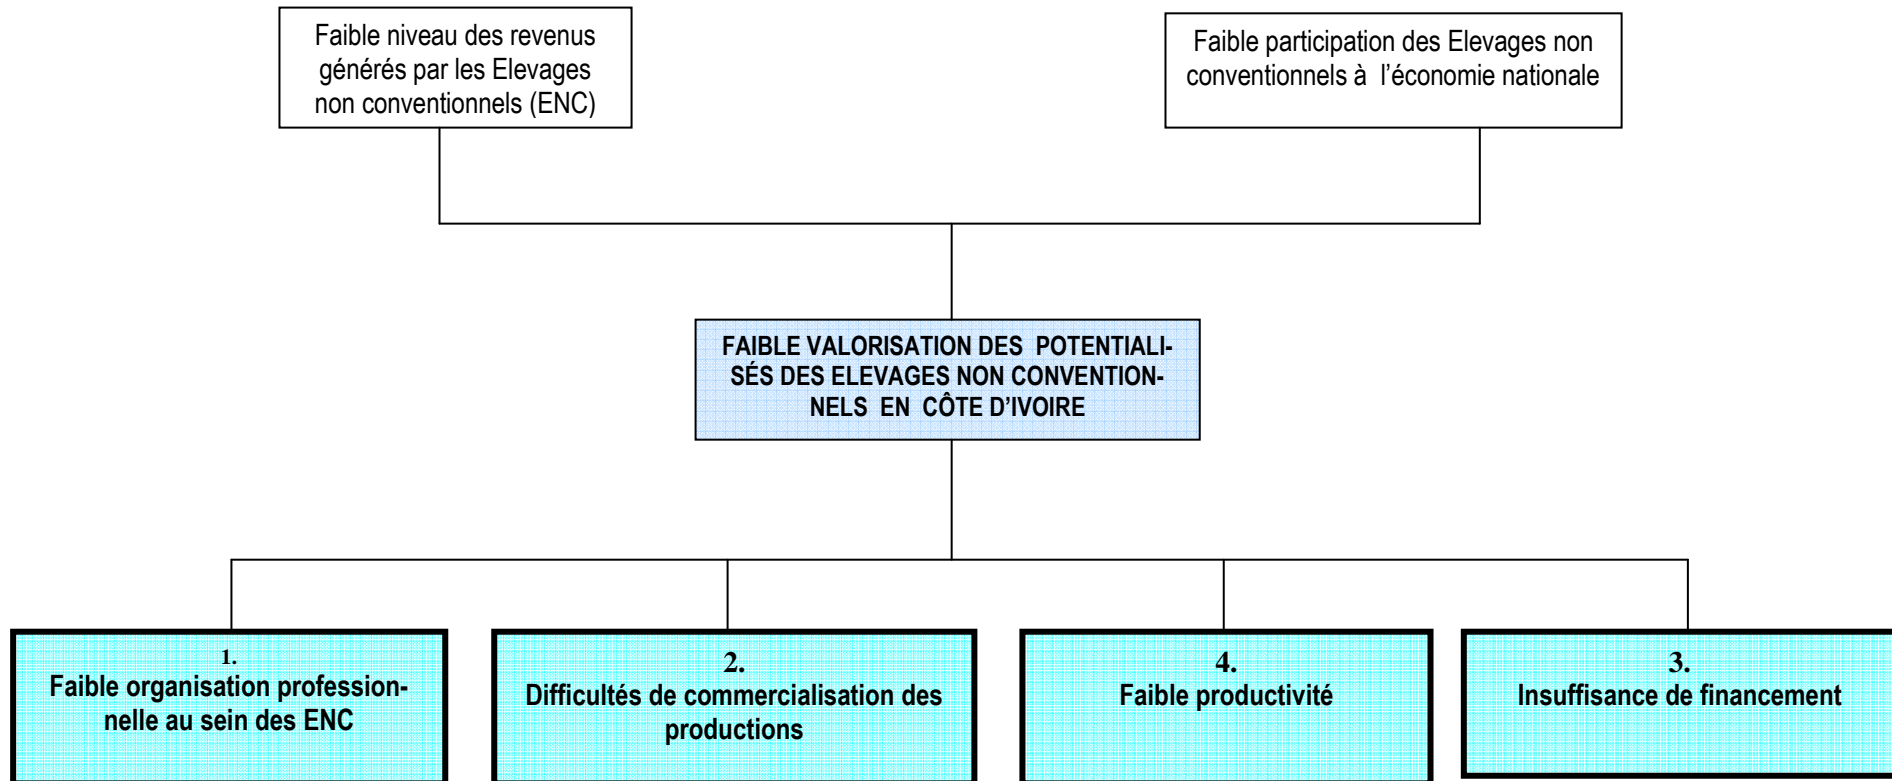 Faible niveau des revenus
générés par les Elevages
non conventionnels (ENC)
Faible participation des Elevages non
conventionnels à l’économie nationale
FAIBLE VALORISATION DES POTENTIALI-
SÉS DES ELEVAGES NON CONVENTION-
NELS EN CÔTE D’IVOIRE
1.
Faible organisation profession-
nelle au sein des ENC
2.
Difficultés de commercialisation des
productions
4.
Faible productivité
3.
Insuffisance de financement